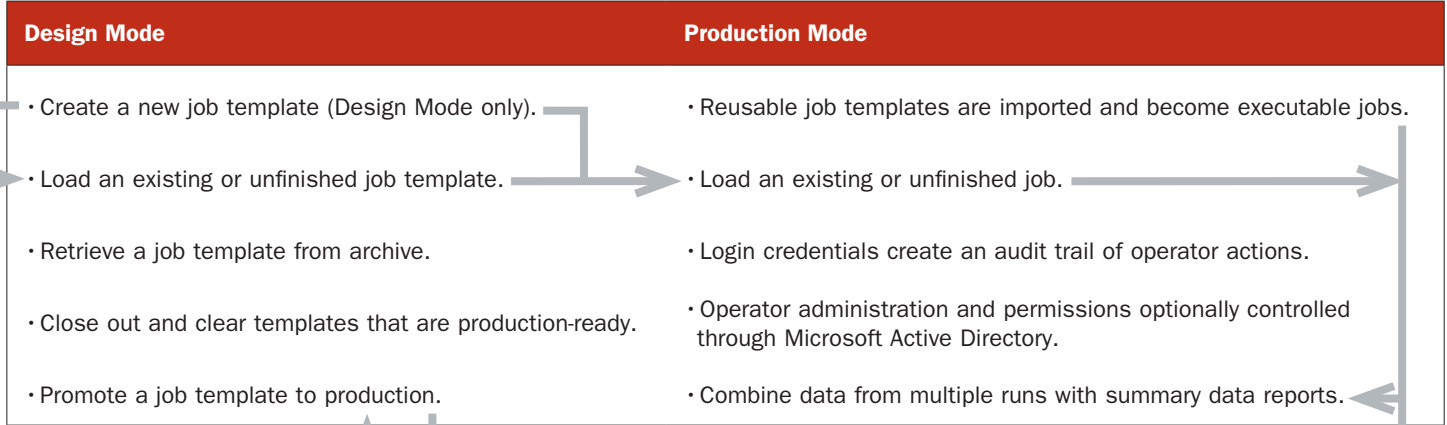 Design Mode
Production Mode
· Create a new job template (Design Mode only).
· Reusable job templates are imported and become executable jobs.
· Load an existing or unfinished job template.
· Load an existing or unfinished job.
· Retrieve a job template from archive.
· Login credentials create an audit trail of operator actions.
· Close out and clear templates that are production-ready.
· Operator administration and permissions optionally controlled
through Microsoft Active Directory.
· Promote a job template to production.
· Combine data from multiple runs with summary data reports.